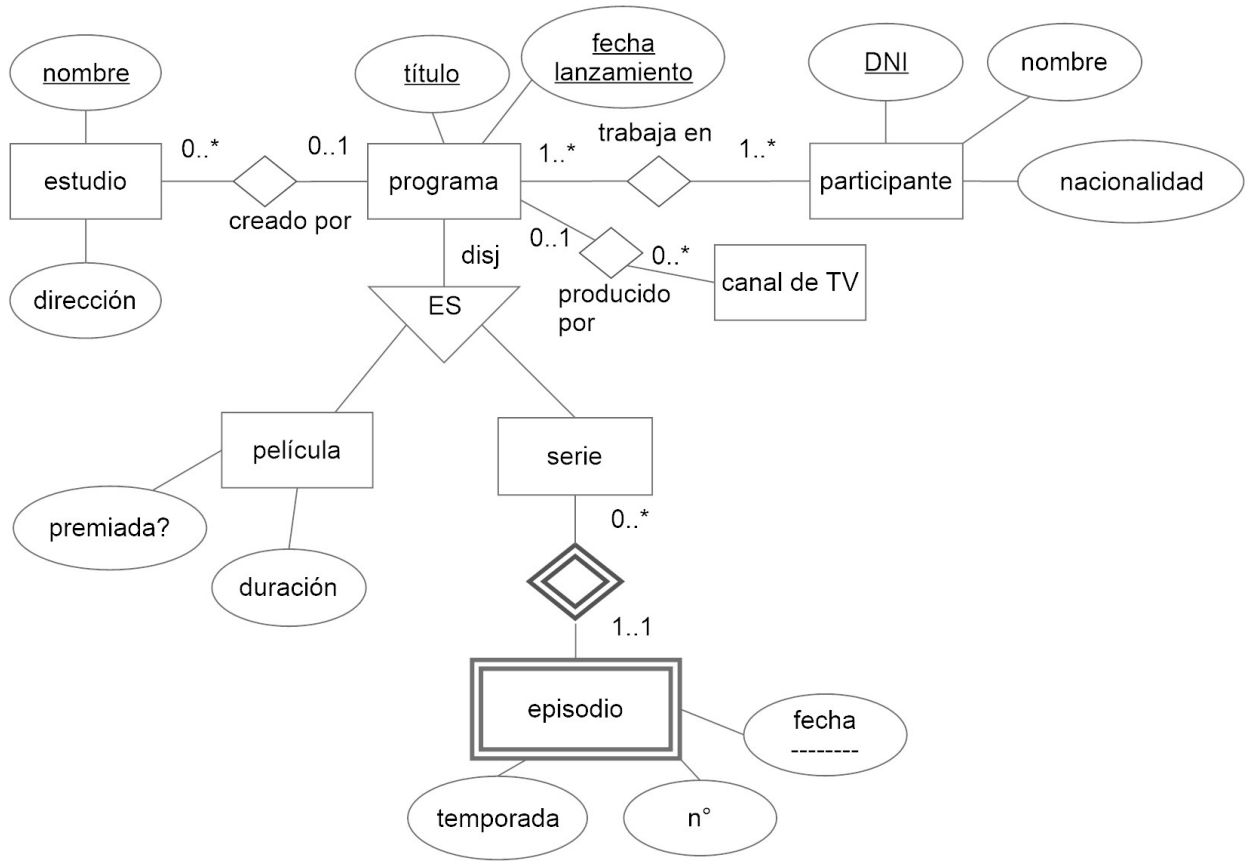 nombre
título
fecha
lanzamiento
DNI
nombre
estudio
0..*
creado por
0..1
programa
1..*
trabaja en
1..*
participante
nacionalidad
dirección
disj
0..1
0..*
producido
por
canal de TV
ES
película
serie
premiada?
duración
0..*
1..1
episodio
fecha
--------
temporada
n°